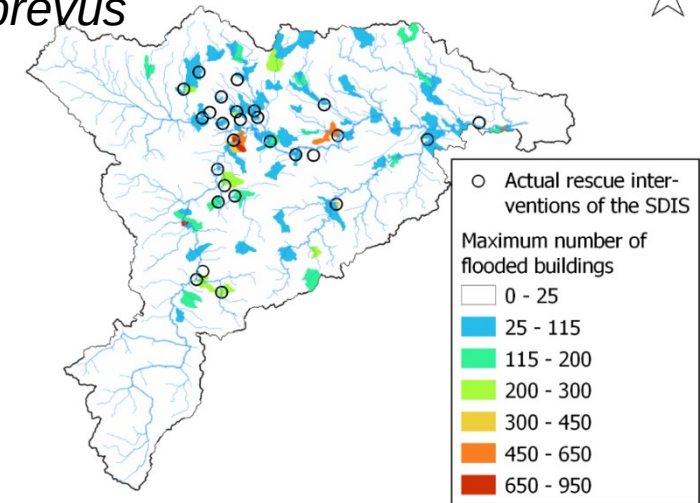 prévus
Actual rescue inter-
ventions of the SDIS
Maximum number of
flooded buildings
0 - 25
25 - 115
115 - 200
200 - 300
300 - 450
450 - 650
650 - 950